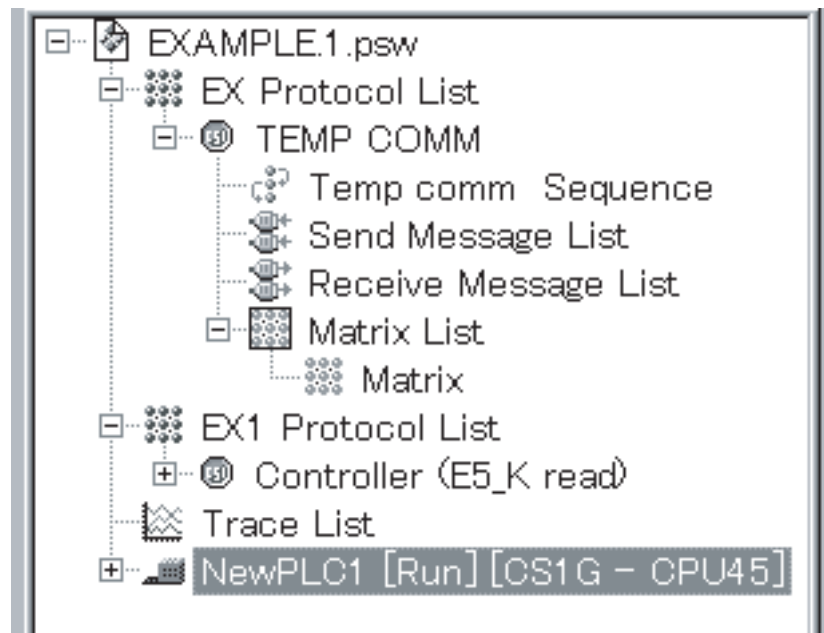 EXAMPLE.1.psw
EX Protocol List
TEMP COMM
Temp comm Sequence
Send Message List
Receive Message List
Matrix List
Matrix
EX1 Protocol List
Controller (E5_K read)
Trace List
NewPLC1 [Run] [CS1G - CPU45]